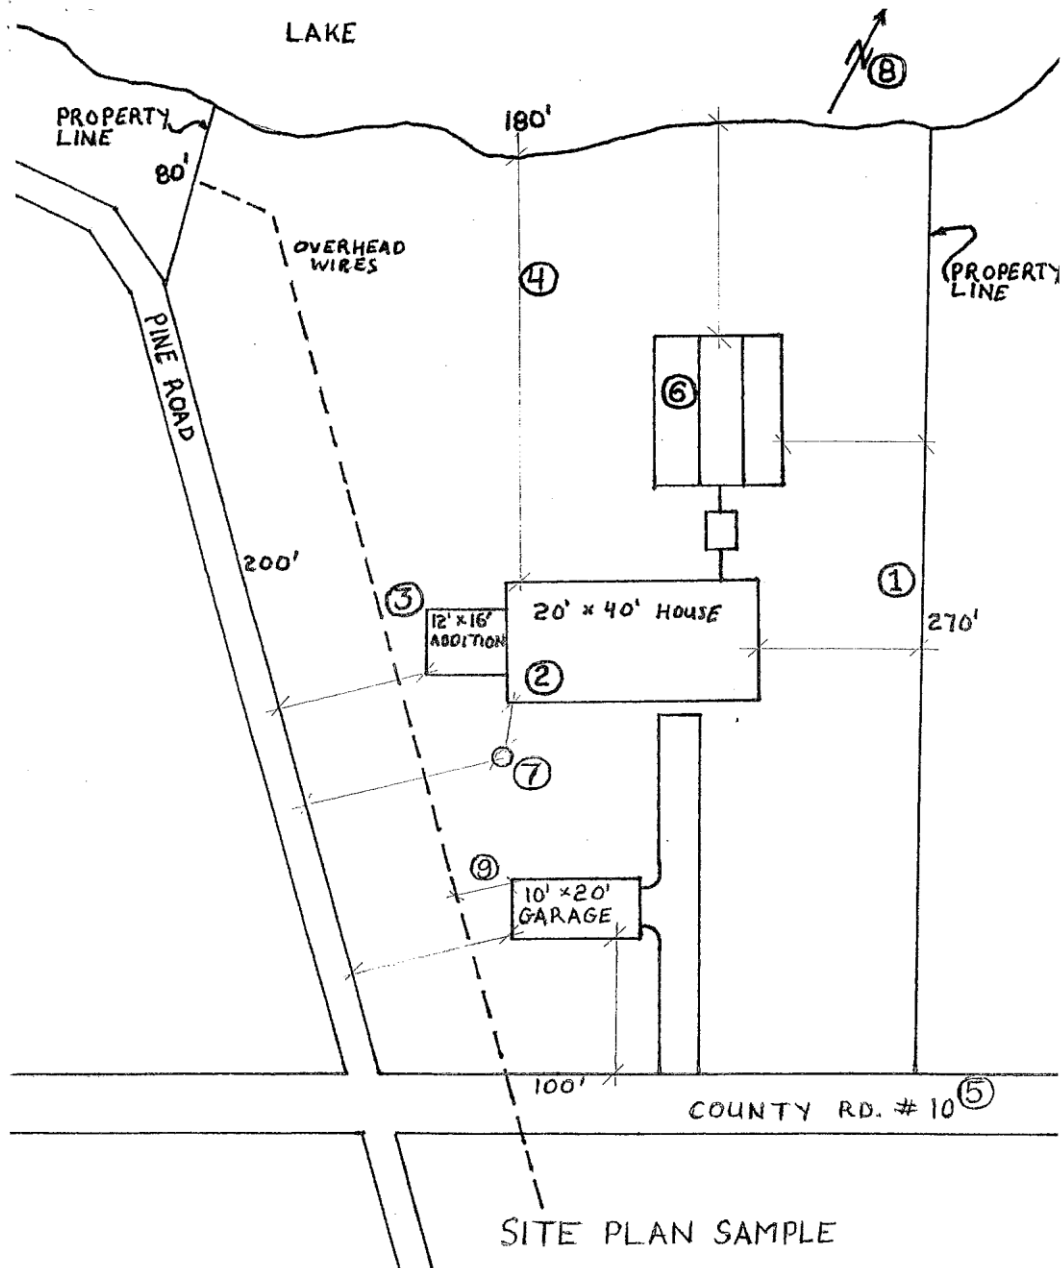 LAKE
N
8
PROPERTY
LINE
180'
80'
OVERHEAD
WIRES
4
PROPERTY
LINE
PINE ROAD
6
200'
3
1
12' × 16'
ADDITION
20' × 40' HOUSE
270'
2
7
9
10' × 20'
GARAGE
100'
5
COUNTY RD. # 10
SITE PLAN SAMPLE